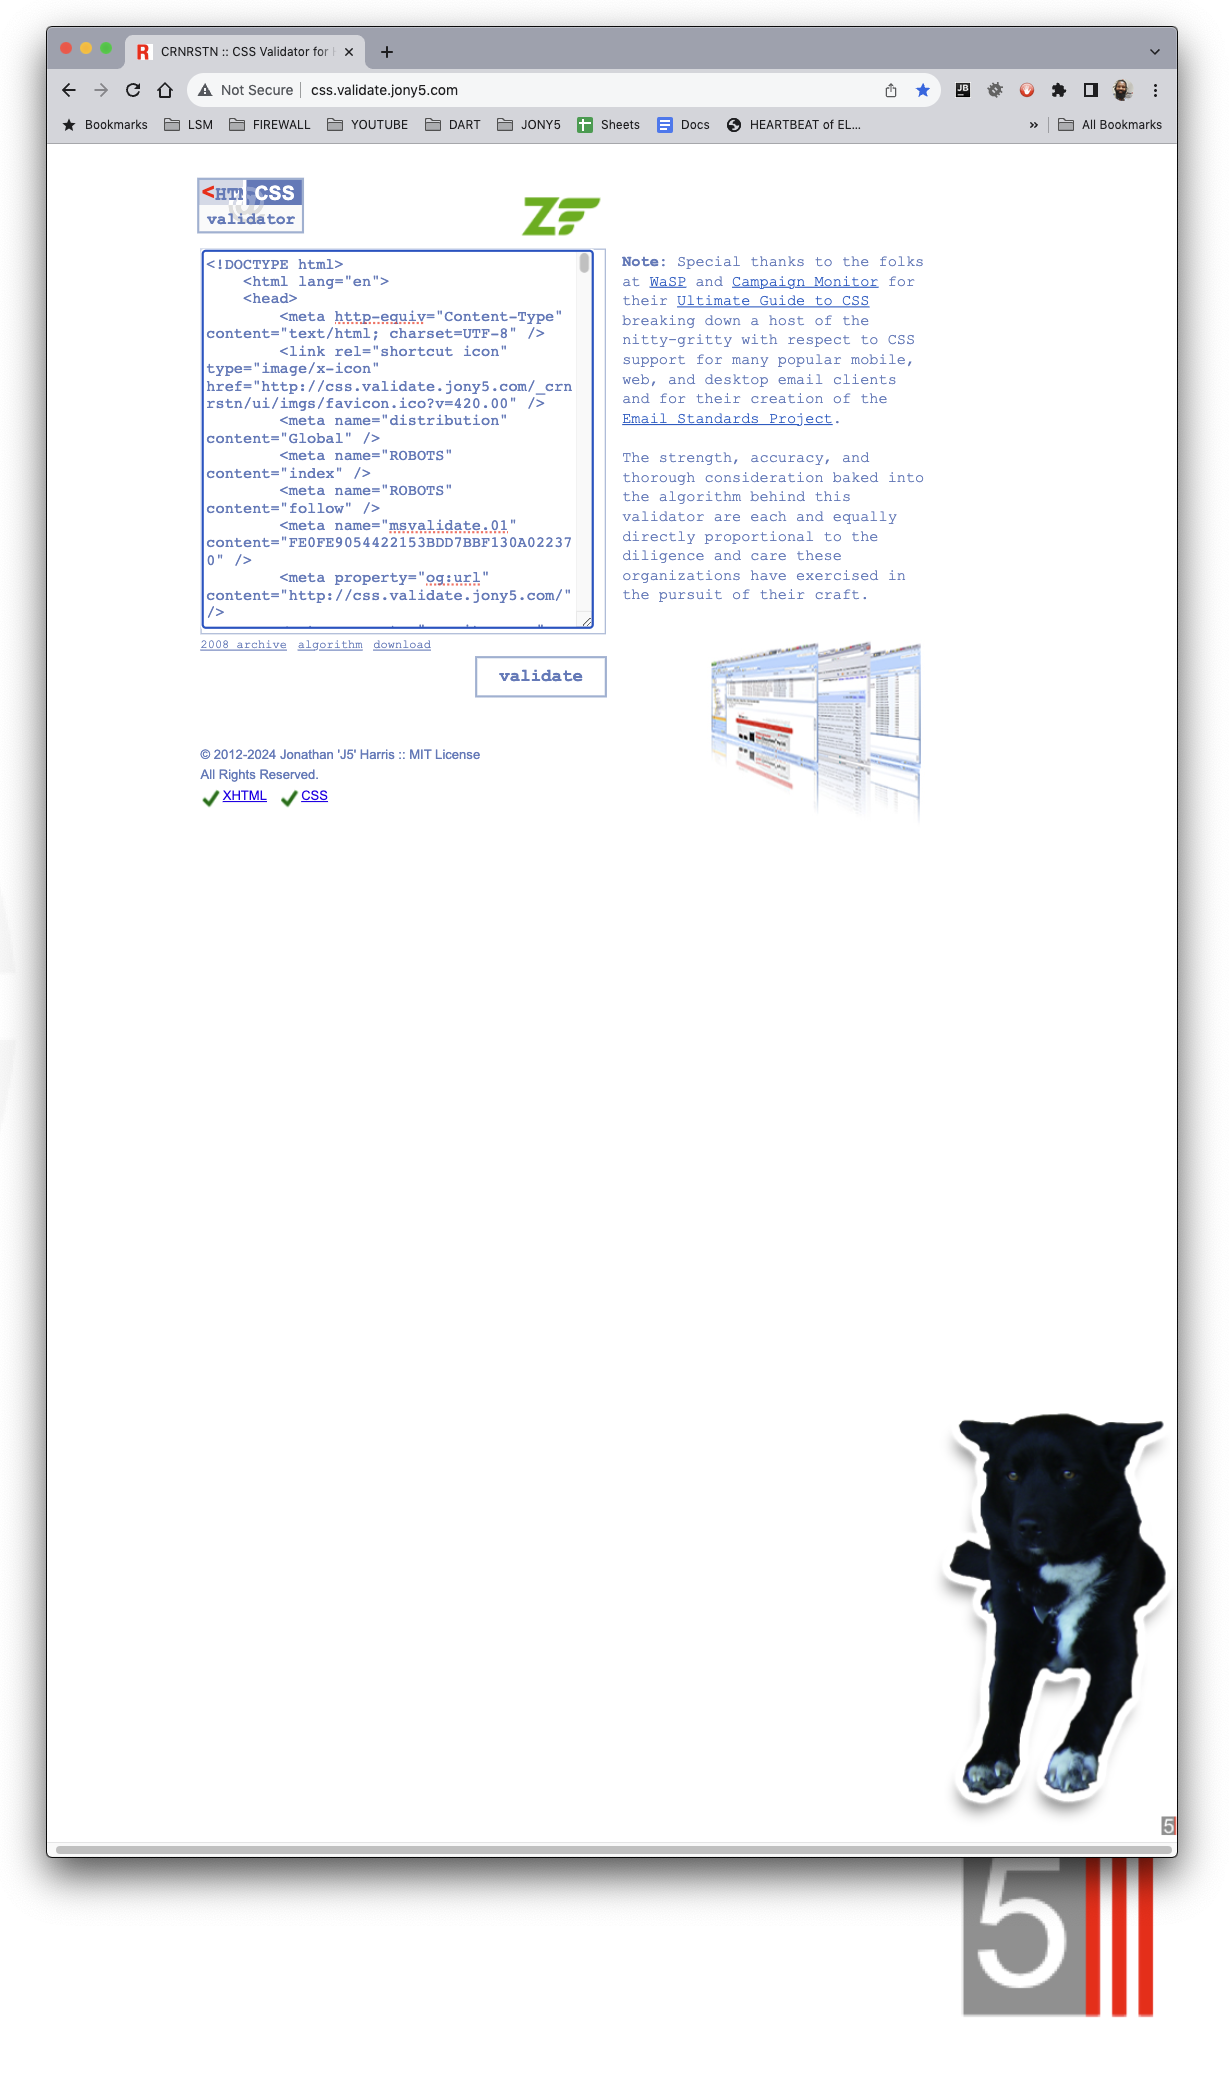 CRNRSTN :: CSS Validator for
Not Secure
css.validate.jony5.com
Bookmarks
LSM
FIREWALL
YOUTUBE
DART
JONY5
Sheets
Docs
HEARTBEAT of EL...
»
All Bookmarks
CSS
validator
ZF
<!DOCTYPE html>
<html lang="en">
<head>
<meta http-equiv="Content-Type"
content="text/html; charset=UTF-8" />
<link rel="shortcut icon"
type="image/x-icon"
href="http://css.validate.jony5.com/_crn
rstn/ui/imgs/favicon.ico?v=420.00" />
<meta name="distribution"
content="Global" />
<meta name="ROBOTS"
content="index" />
<meta name="ROBOTS"
content="follow" />
<meta name="msvalidate.01"
content="FE0FE9054422153BDD7BBF130A02237
0" />
<meta property="og:url"
content="http://css.validate.jony5.com/"
/>
Note: Special thanks to the folks
at WaSP and Campaign Monitor for
their Ultimate Guide to CSS
breaking down a host of the
nitty-gritty with respect to CSS
support for many popular mobile,
web, and desktop email clients
and for their creation of the
Email Standards Project.
The strength, accuracy, and
thorough consideration baked into
the algorithm behind this
validator are each and equally
directly proportional to the
diligence and care these
organizations have exercised in
the pursuit of their craft.
2008 archive algorithm download
validate
© 2012-2024 Jonathan 'J5' Harris :: MIT License
All Rights Reserved.
XHTML CSS
5
5